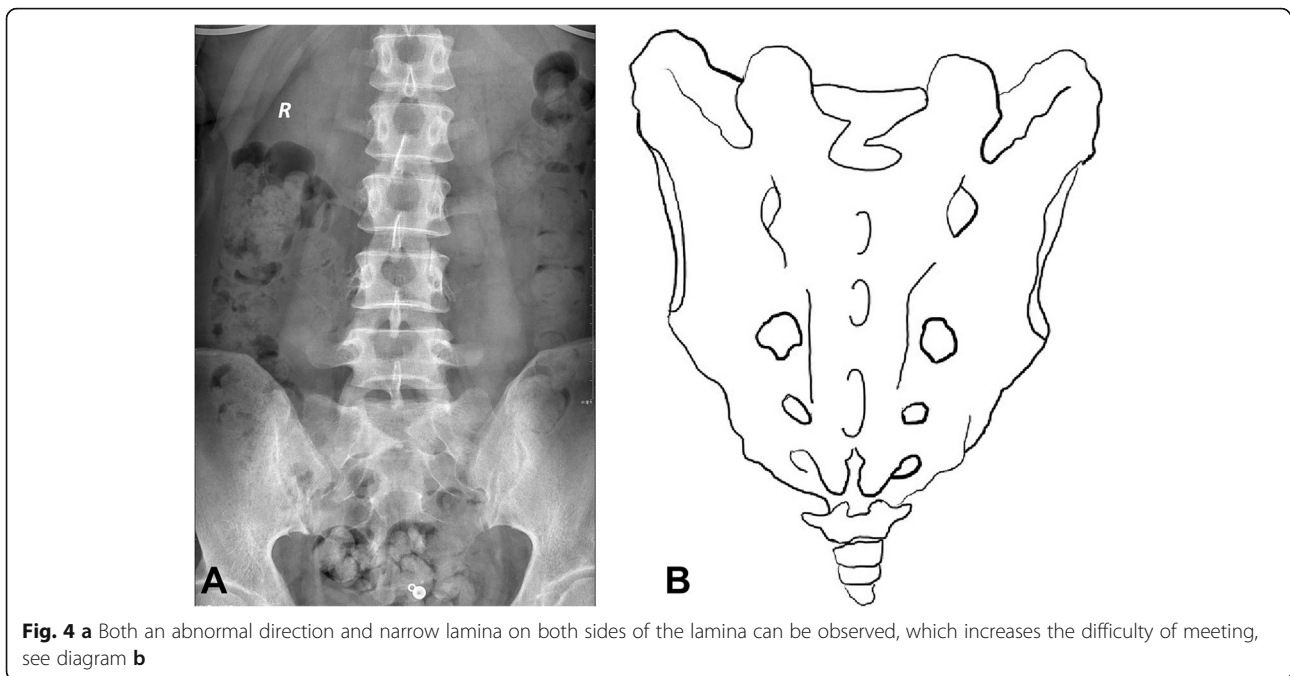 R
A
B
Fig. 4 a Both an abnormal direction and narrow lamina on both sides of the lamina can be observed, which increases the difficulty of meeting,
see diagram b